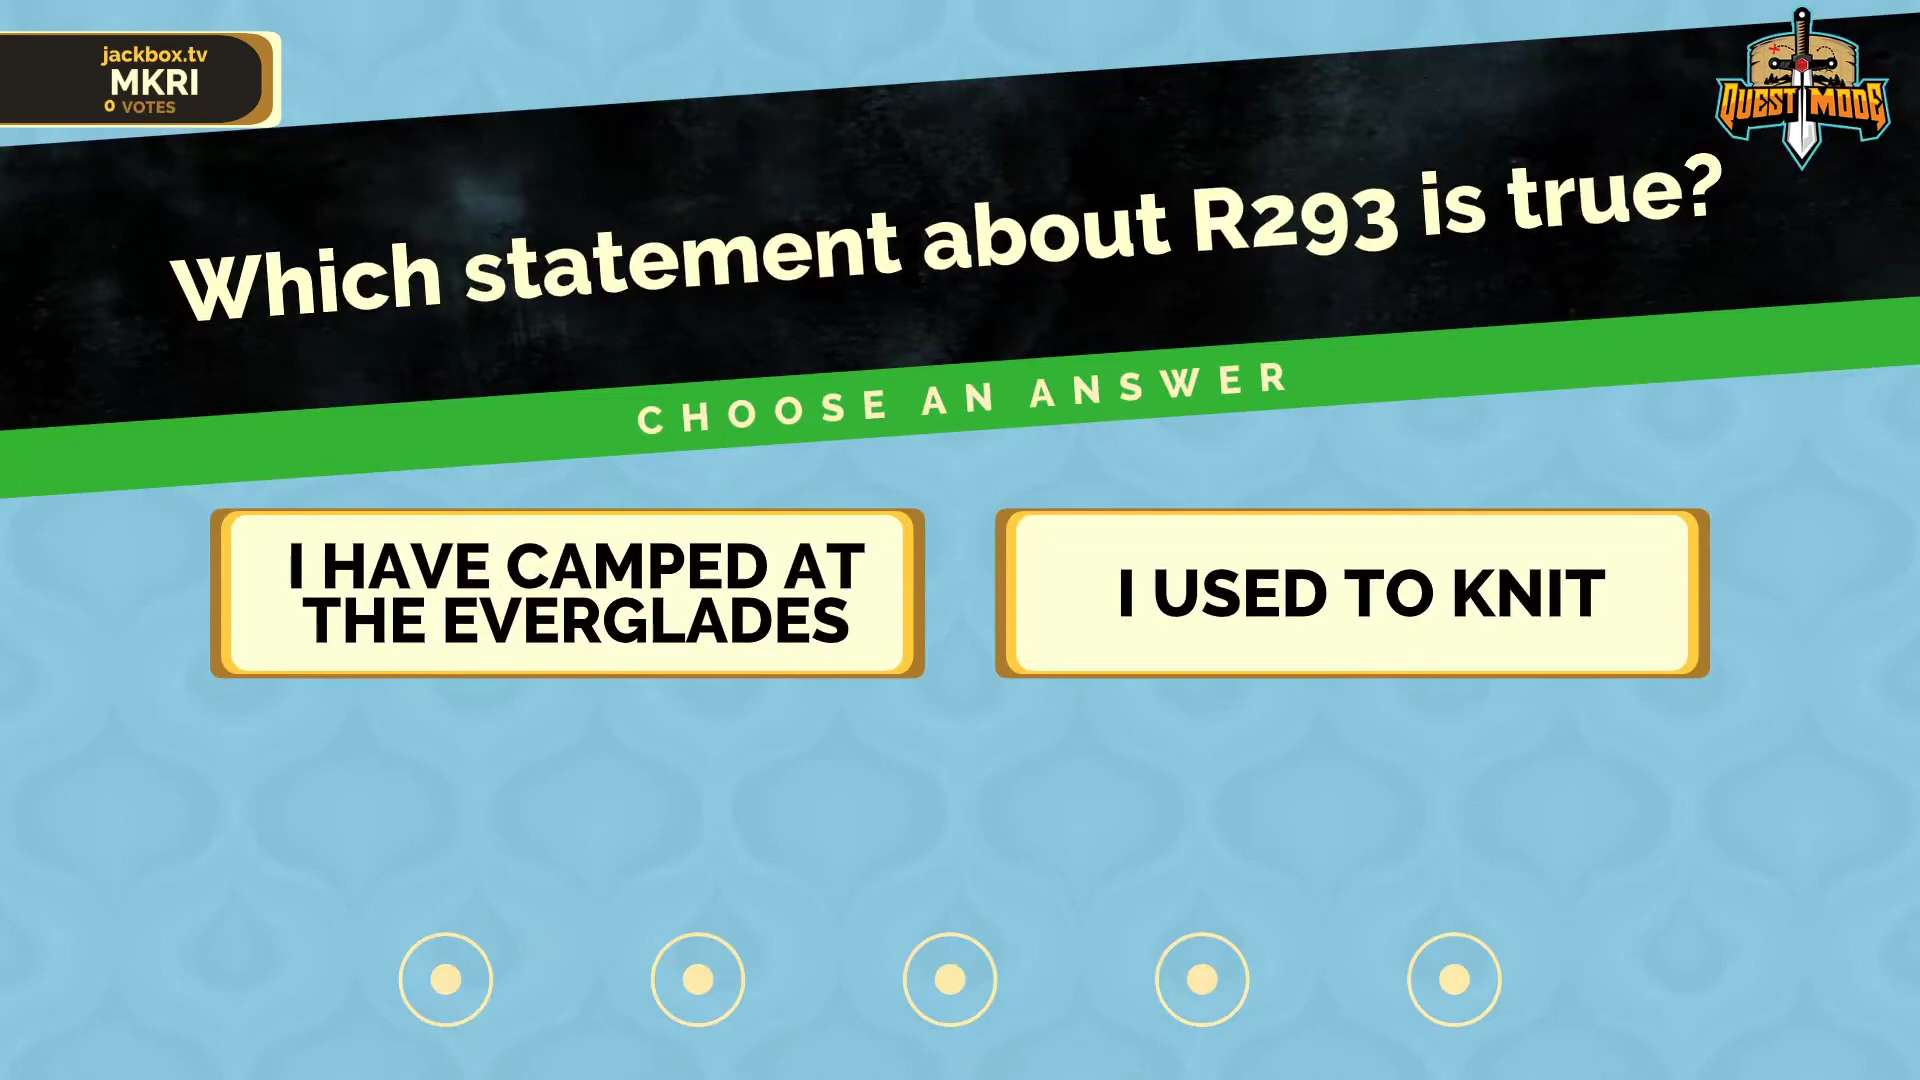 jackbox.tv
MKRI
0 VOTES
QUEST MODE
Which statement about R293 is true?
CHOOSE AN ANSWER
I HAVE CAMPED AT
THE EVERGLADES
I USED TO KNIT